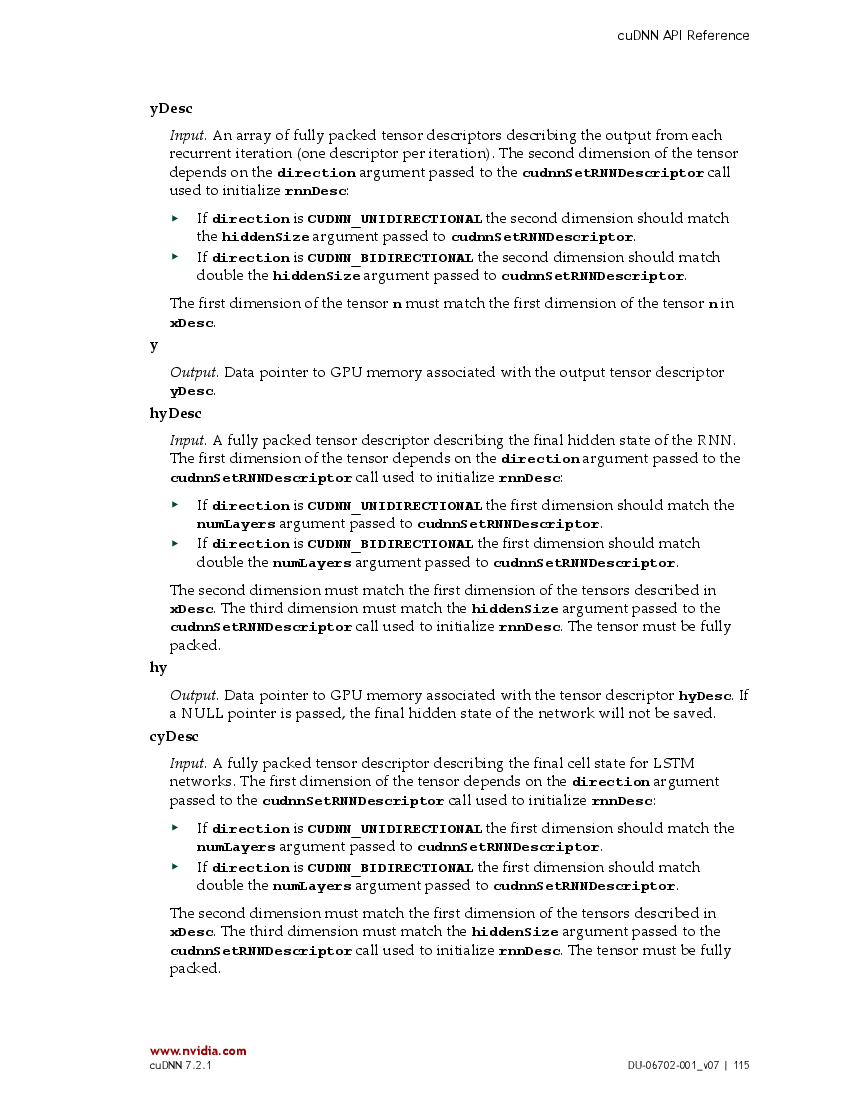 cuDNN API Reference
yDesc
Input. An array of fully packed tensor descriptors describing the output from each
recurrent iteration (one descriptor per iteration). The second dimension of the tensor
depends on the direction argument passed to the cudnnSetRNNDescriptor call
used to initialize rnnDesc:
▸ If direction is CUDNN_UNIDIRECTIONAL the second dimension should match
the hiddenSize argument passed to cudnnSetRNNDescriptor.
▸ If direction is CUDNN_BIDIRECTIONAL the second dimension should match
double the hiddenSize argument passed to cudnnSetRNNDescriptor.
The first dimension of the tensor n must match the first dimension of the tensor n in
xDesc.
y
Output. Data pointer to GPU memory associated with the output tensor descriptor
yDesc.
hyDesc
Input. A fully packed tensor descriptor describing the final hidden state of the RNN.
The first dimension of the tensor depends on the direction argument passed to the
cudnnSetRNNDescriptor call used to initialize rnnDesc:
▸ If direction is CUDNN_UNIDIRECTIONAL the first dimension should match the
numLayers argument passed to cudnnSetRNNDescriptor.
▸ If direction is CUDNN_BIDIRECTIONAL the first dimension should match
double the numLayers argument passed to cudnnSetRNNDescriptor.
The second dimension must match the first dimension of the tensors described in
xDesc. The third dimension must match the hiddenSize argument passed to the
cudnnSetRNNDescriptor call used to initialize rnnDesc. The tensor must be fully
packed.
hy
Output. Data pointer to GPU memory associated with the tensor descriptor hyDesc. If
a NULL pointer is passed, the final hidden state of the network will not be saved.
cyDesc
Input. A fully packed tensor descriptor describing the final cell state for LSTM
networks. The first dimension of the tensor depends on the direction argument
passed to the cudnnSetRNNDescriptor call used to initialize rnnDesc:
▸ If direction is CUDNN_UNIDIRECTIONAL the first dimension should match the
numLayers argument passed to cudnnSetRNNDescriptor.
▸ If direction is CUDNN_BIDIRECTIONAL the first dimension should match
double the numLayers argument passed to cudnnSetRNNDescriptor.
The second dimension must match the first dimension of the tensors described in
xDesc. The third dimension must match the hiddenSize argument passed to the
cudnnSetRNNDescriptor call used to initialize rnnDesc. The tensor must be fully
packed.
www.nvidia.com
cuDNN 7.2.1 DU-06702-001_v07 | 115